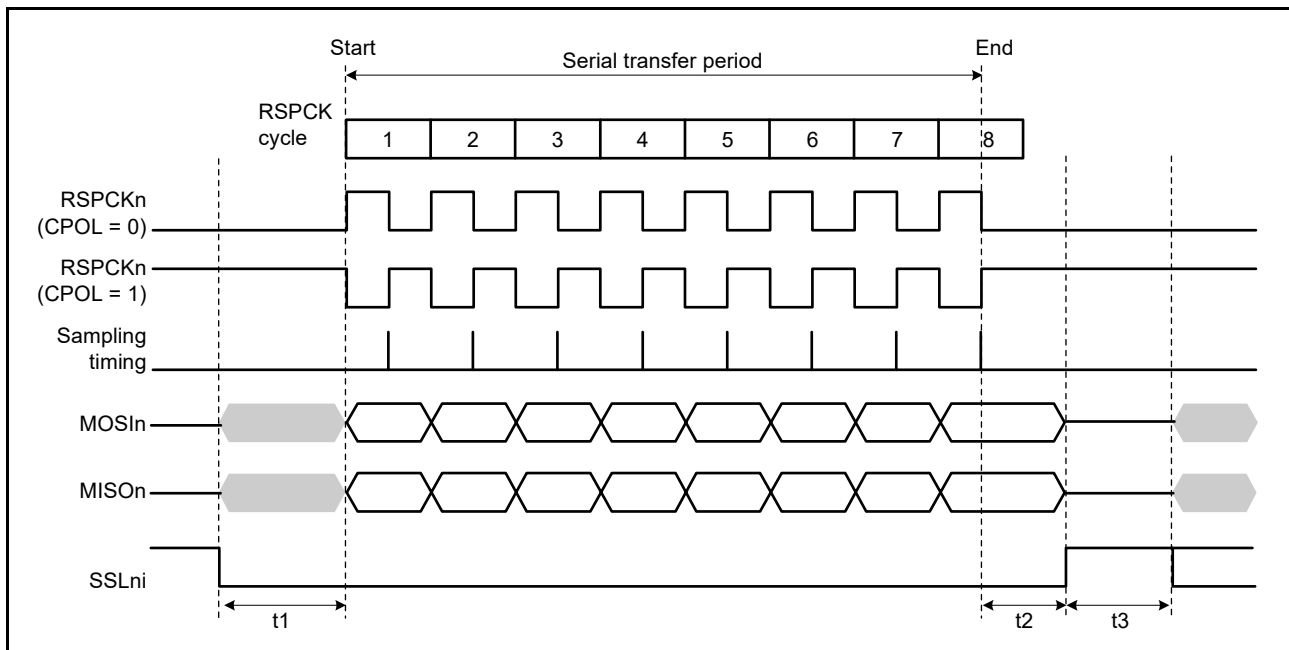 Start
End
Serial transfer period
RSPCK
cycle
1 2 3 4 5 6 7 8
RSPCKn
(CPOL = 0)
RSPCKn
(CPOL = 1)
Sampling
timing
MOSIn
MISOn
SSLni
t1
t2
t3